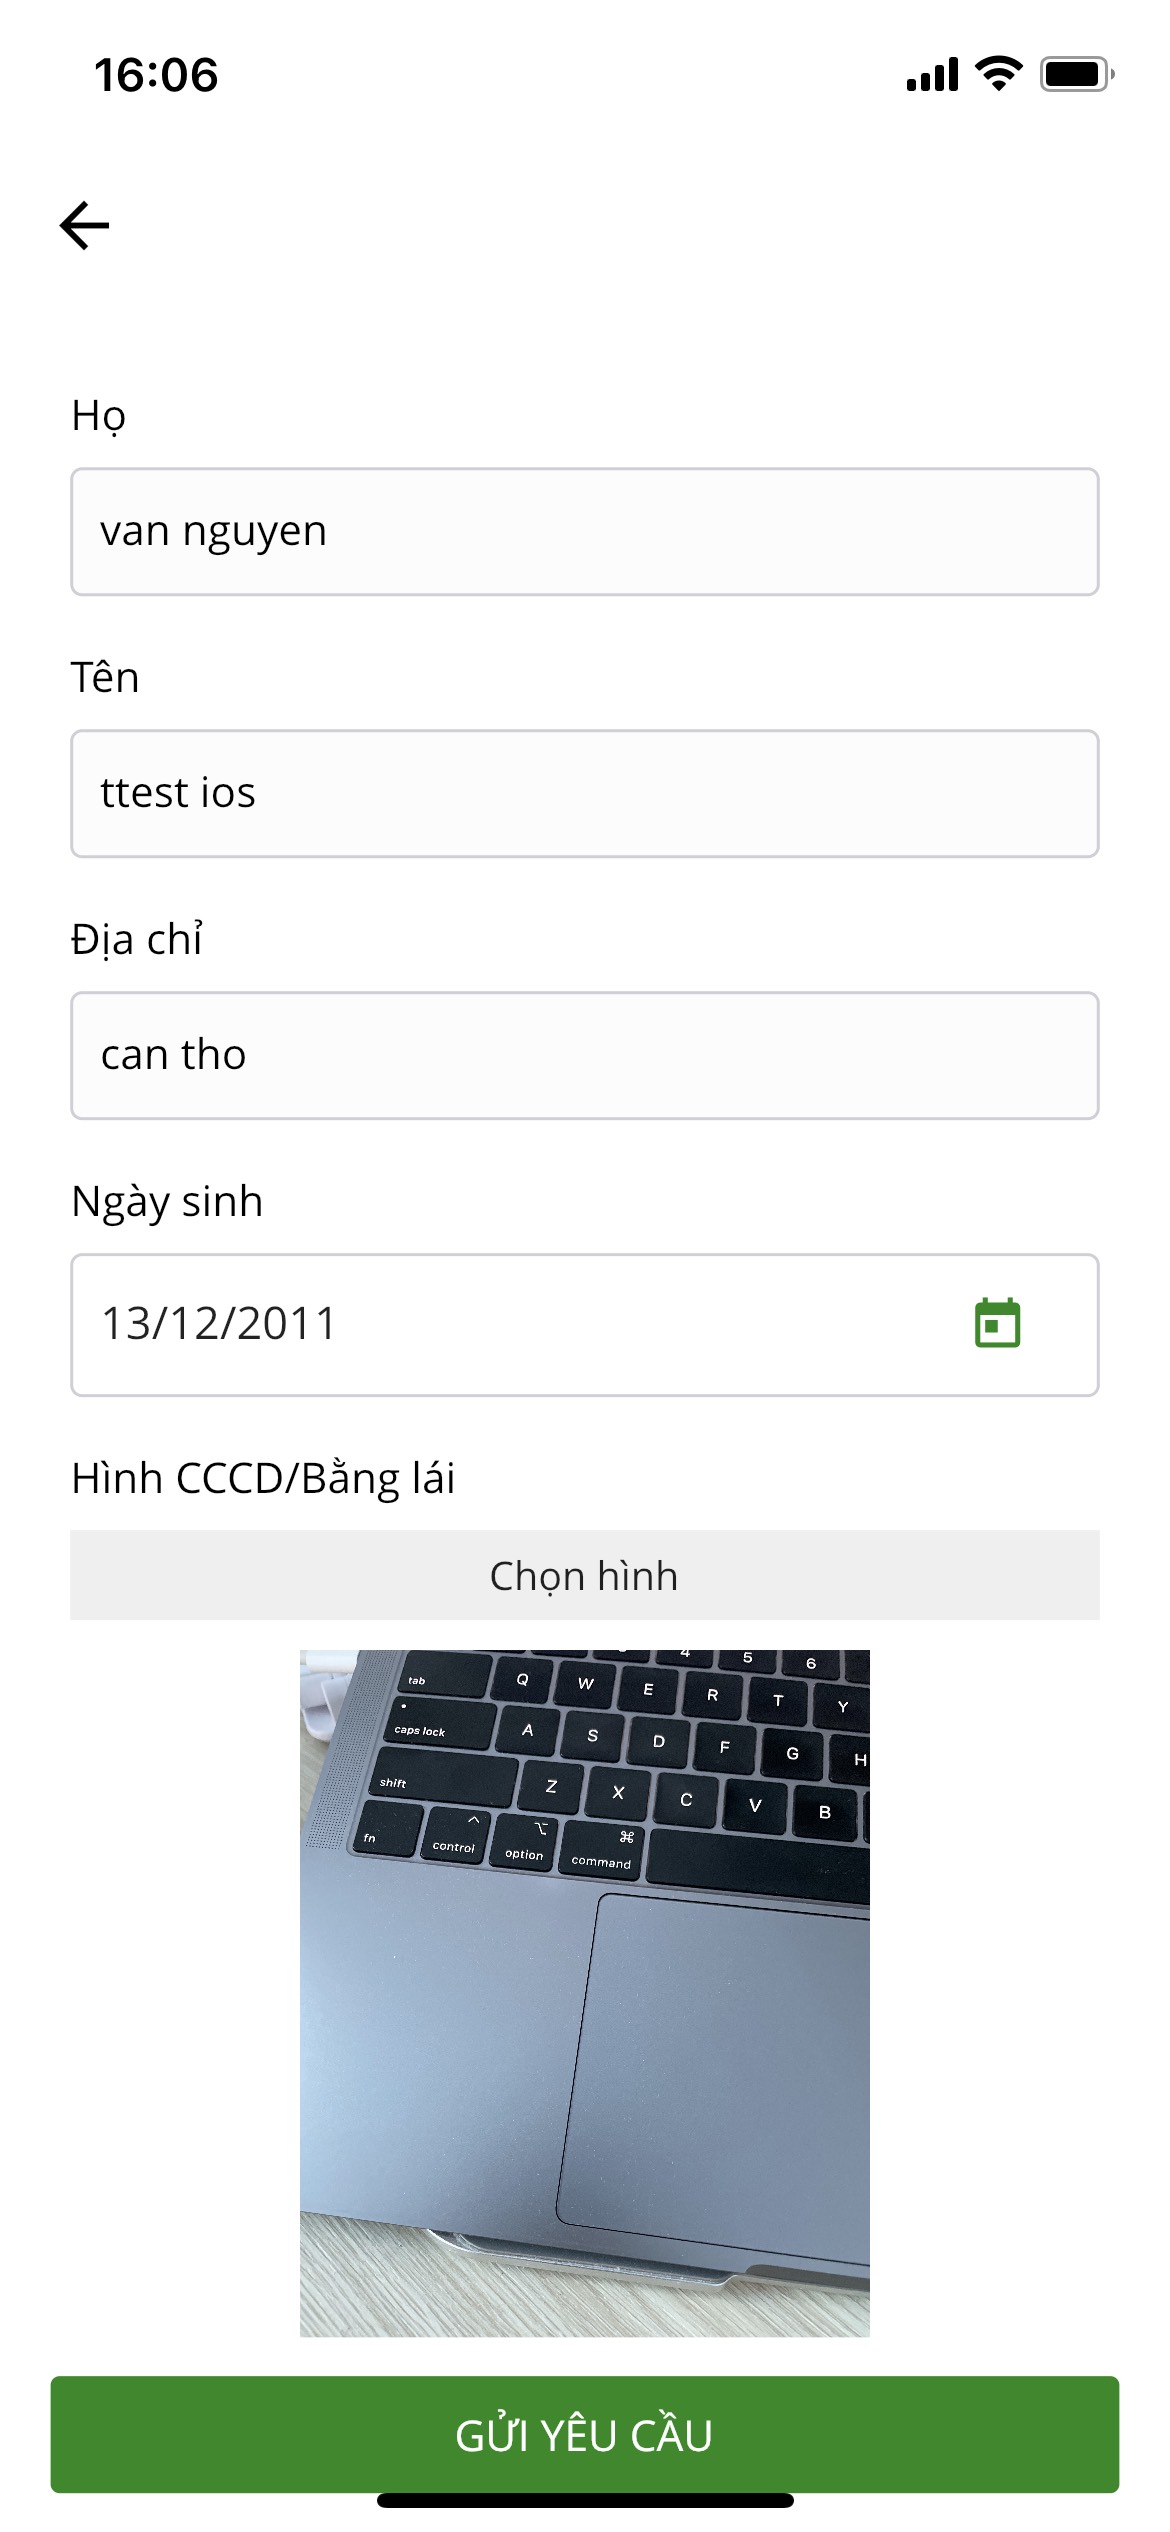 16:06
Họ
van nguyen
Tên
ttest ios
Địa chỉ
can tho
Ngày sinh
13/12/2011
Hình CCCD/Bằng lái
Chọn hình
4 5 6
tab Q W E R T Y
caps lock A S D F G H
shift Z X C V B
fn control option command
GỬI YÊU CẦU